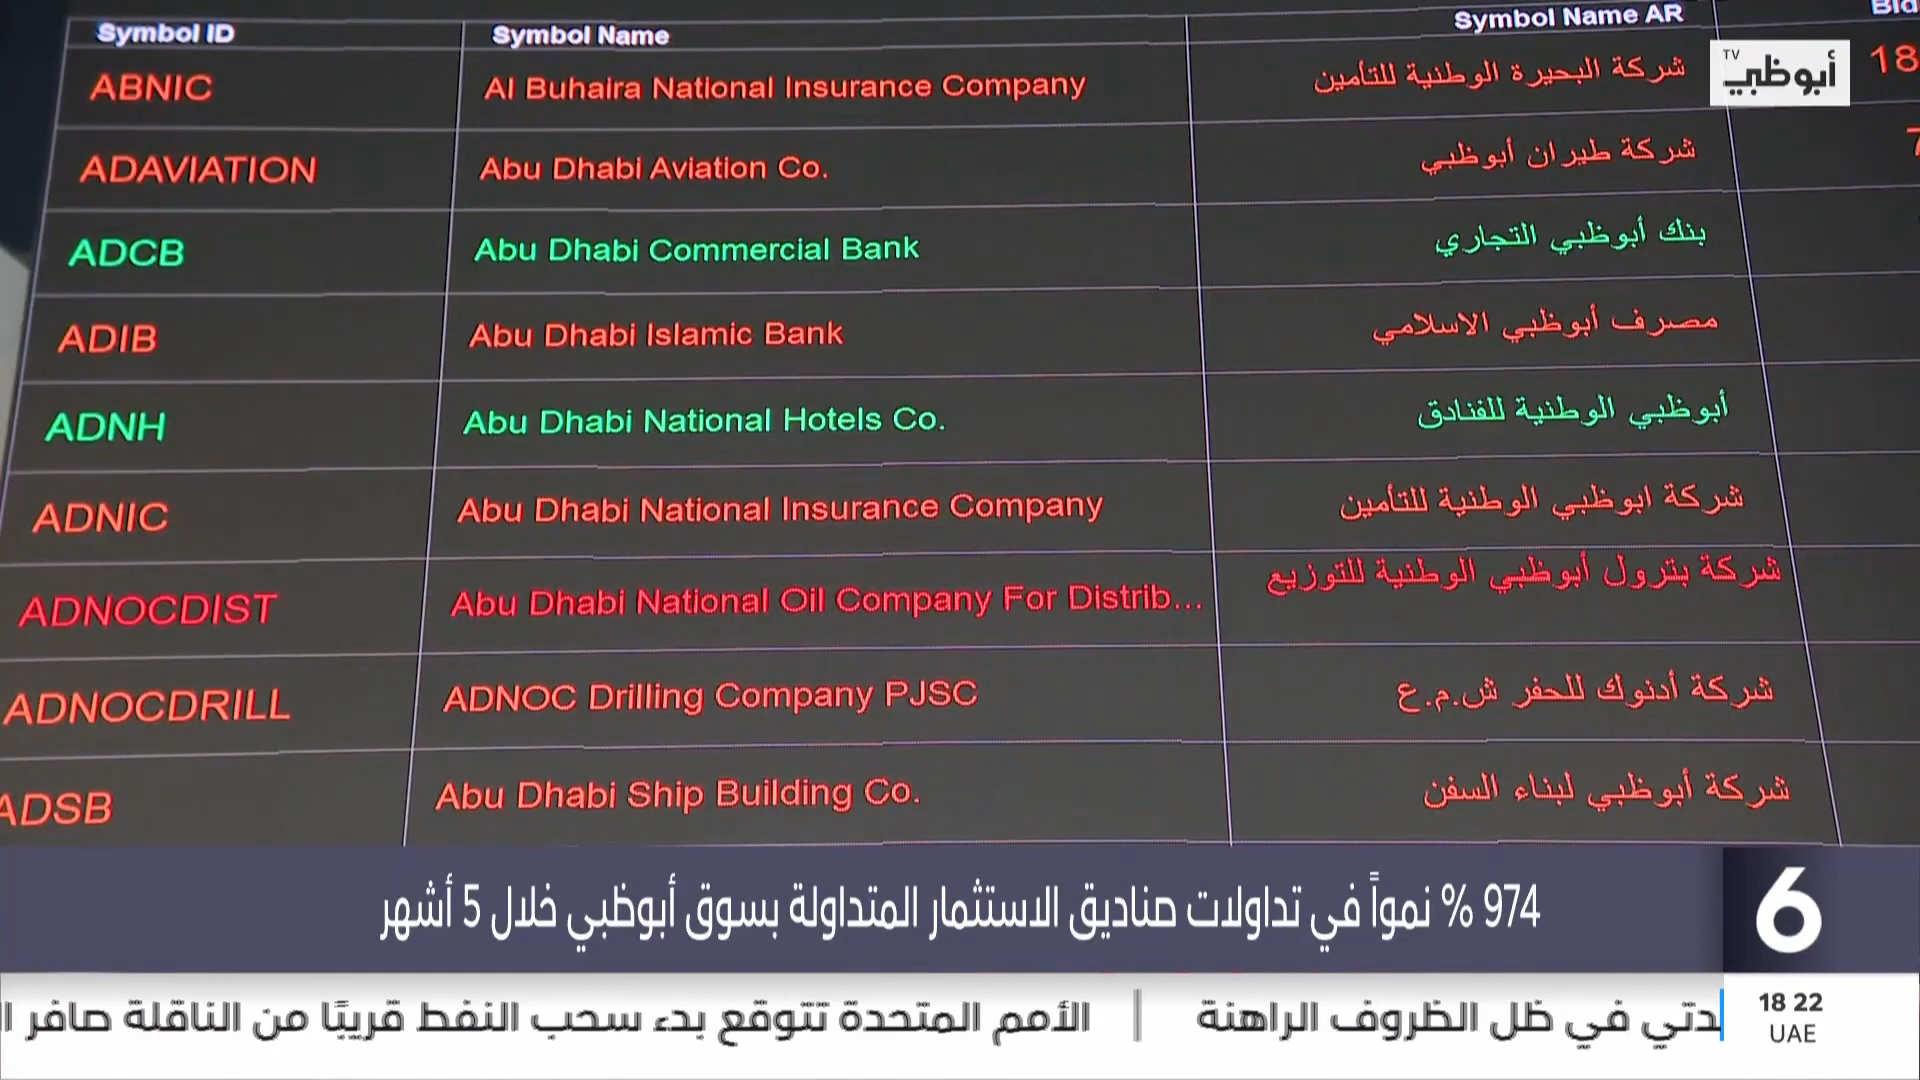 Symbol ID Symbol Name Symbol Name AR Bid
ABNIC Al Buhaira National Insurance Company شركة البحيرة الوطنية للتأمين 18
TV أبوظبي
ADAVIATION Abu Dhabi Aviation Co. شركة طيران أبوظبي 7
ADCB Abu Dhabi Commercial Bank بنك أبوظبي التجاري
ADIB Abu Dhabi Islamic Bank مصرف أبوظبي الاسلامي
ADNH Abu Dhabi National Hotels Co. أبوظبي الوطنية للفنادق
ADNIC Abu Dhabi National Insurance Company شركة ابوظبي الوطنية للتأمين
ADNOCDIST Abu Dhabi National Oil Company For Distrib... شركة بترول أبوظبي الوطنية للتوزيع
ADNOCDRILL ADNOC Drilling Company PJSC شركة أدنوك للحفر ش.م.ع
ADSB Abu Dhabi Ship Building Co. شركة أبوظبي لبناء السفن
974 % نمواً في تداولات صناديق الاستثمار المتداولة بسوق أبوظبي خلال 5 أشهر
6
في ظل الظروف الراهنة | الأمم المتحدة تتوقع بدء سحب النفط قريبًا من الناقلة صافر
18 22
UAE